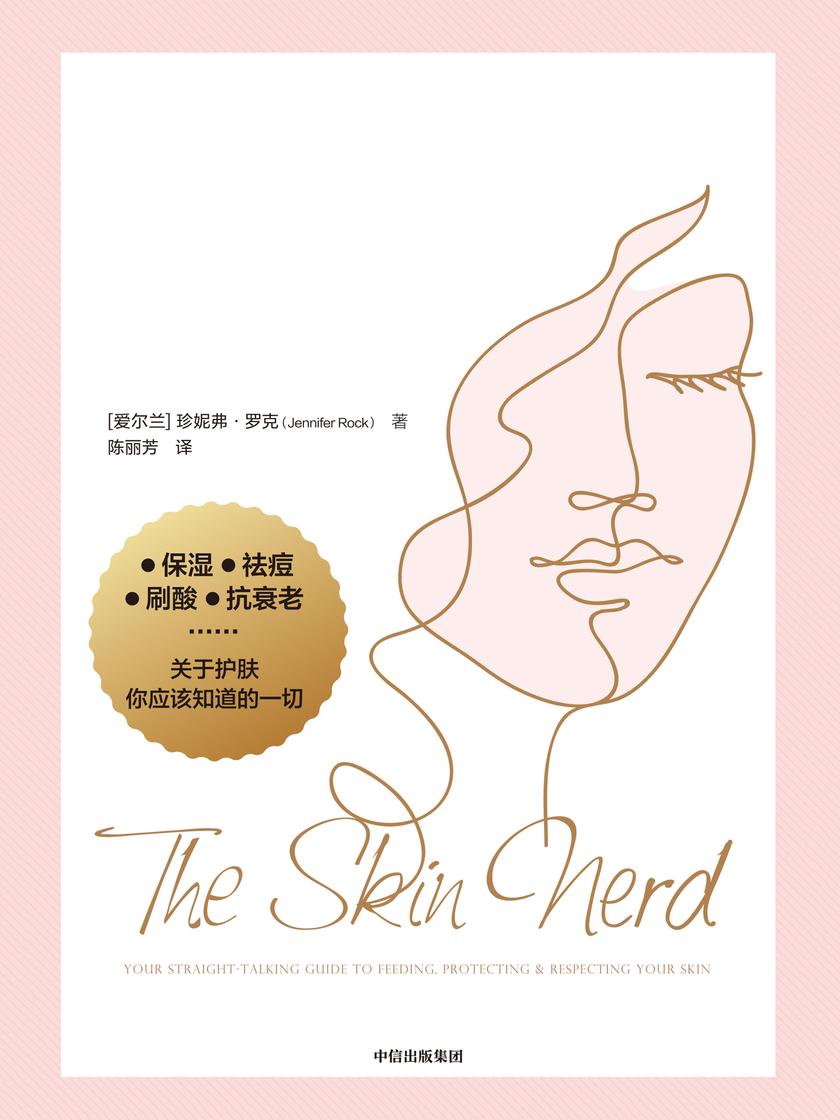 [爱尔兰] 珍妮弗·罗克(Jennifer Rock) 著
陈丽芳 译
●保湿 ●祛痘
●刷酸 ●抗衰老
……
关于护肤
你应该知道的一切
The Skin Nerd
YOUR STRAIGHT-TALKING GUIDE TO FEEDING, PROTECTING & RESPECTING YOUR SKIN
中信出版集团